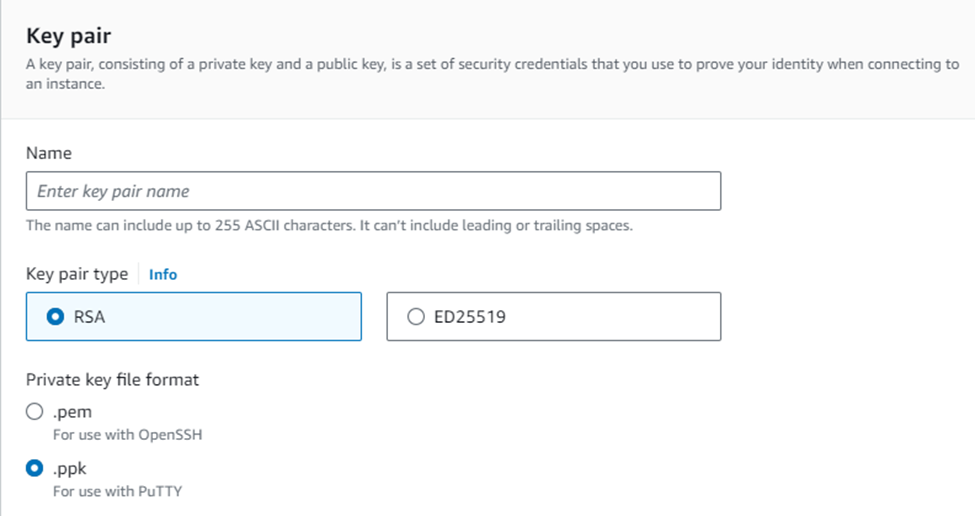 Key pair
A key pair, consisting of a private key and a public key, is a set of security credentials that you use to prove your identity when connecting to
an instance.
Name
Enter key pair name
The name can include up to 255 ASCII characters. It can't include leading or trailing spaces.
Key pair type Info
RSA ED25519
Private key file format
.pem
For use with OpenSSH
.ppk
For use with PuTTY